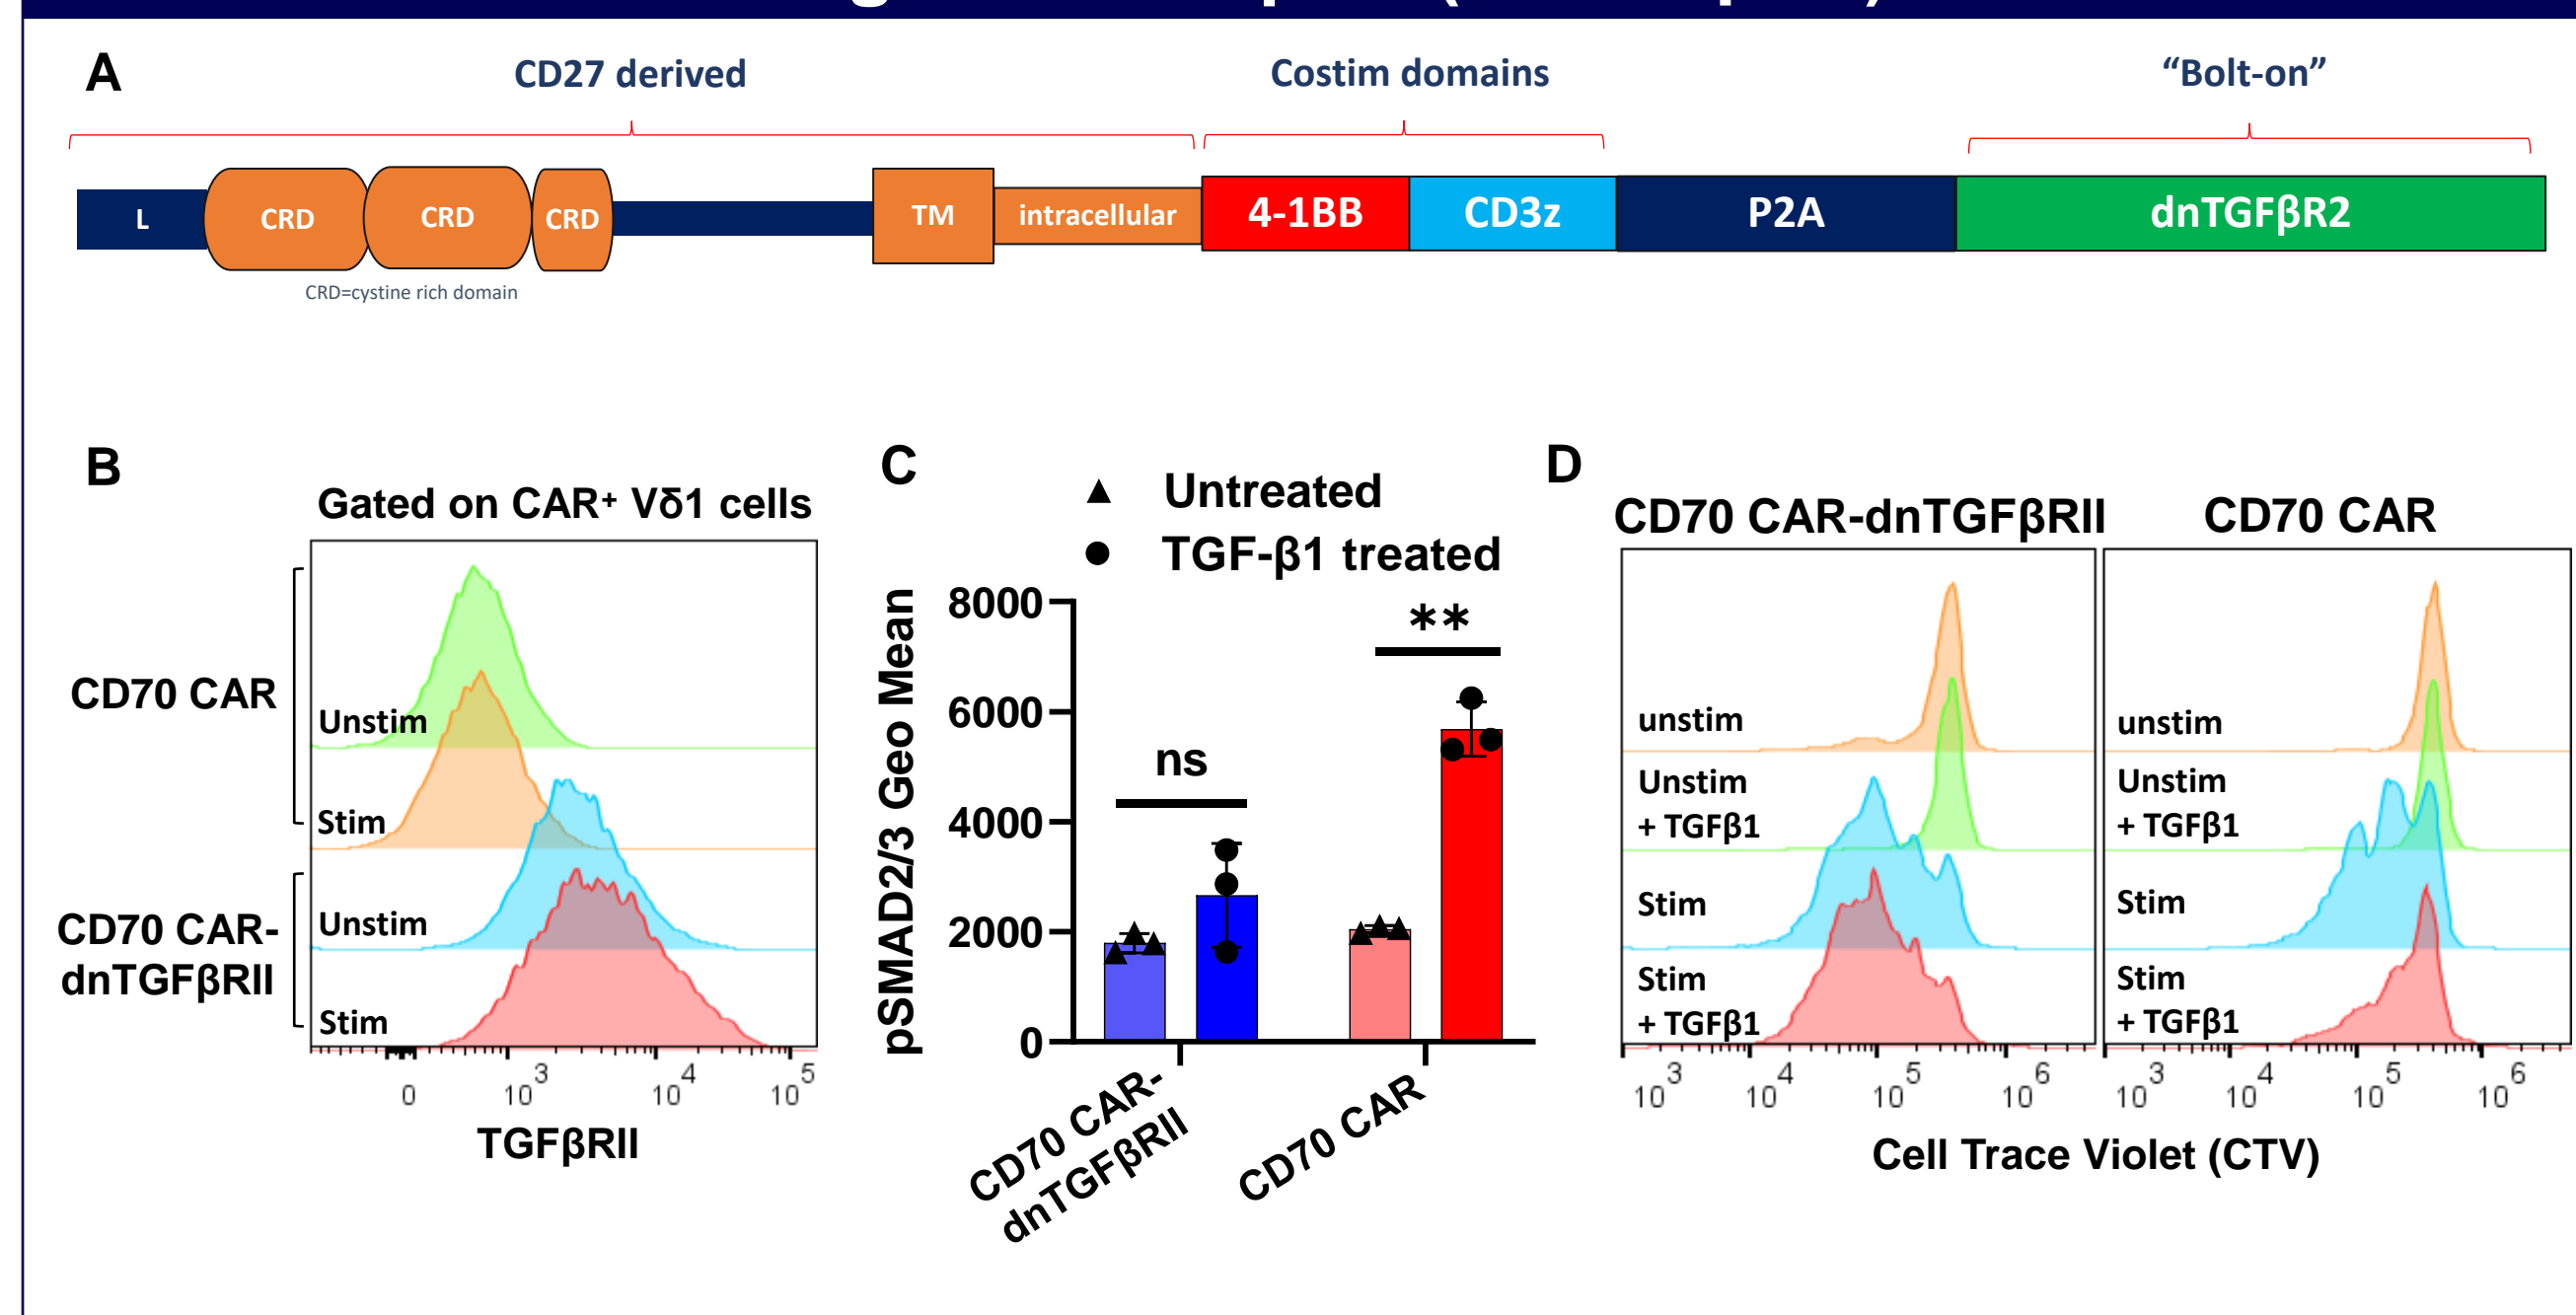 A
CD27 derived
Costim domains
“Bolt-on”
L
CRD
CRD
CRD
TM
intracellular
4-1BB
CD3z
P2A
dnTGFβR2
CRD=cystine rich domain
B
Gated on CAR⁺ Vδ1 cells
CD70 CAR
Unstim
Stim
CD70 CAR-
dnTGFβRII
Unstim
Stim
0
10³
10⁴
10⁵
TGFβRII
C
Untreated
TGF-β1 treated
pSMAD2/3 Geo Mean
8000
6000
4000
2000
0
ns
**
CD70 CAR-
dnTGFβRII
CD70 CAR
D
CD70 CAR-dnTGFβRII
CD70 CAR
unstim
Unstim
+ TGFβ1
Stim
Stim
+ TGFβ1
unstim
Unstim
+ TGFβ1
Stim
Stim
+ TGFβ1
10³
10⁴
10⁵
10⁶
10³
10⁴
10⁵
10⁶
Cell Trace Violet (CTV)